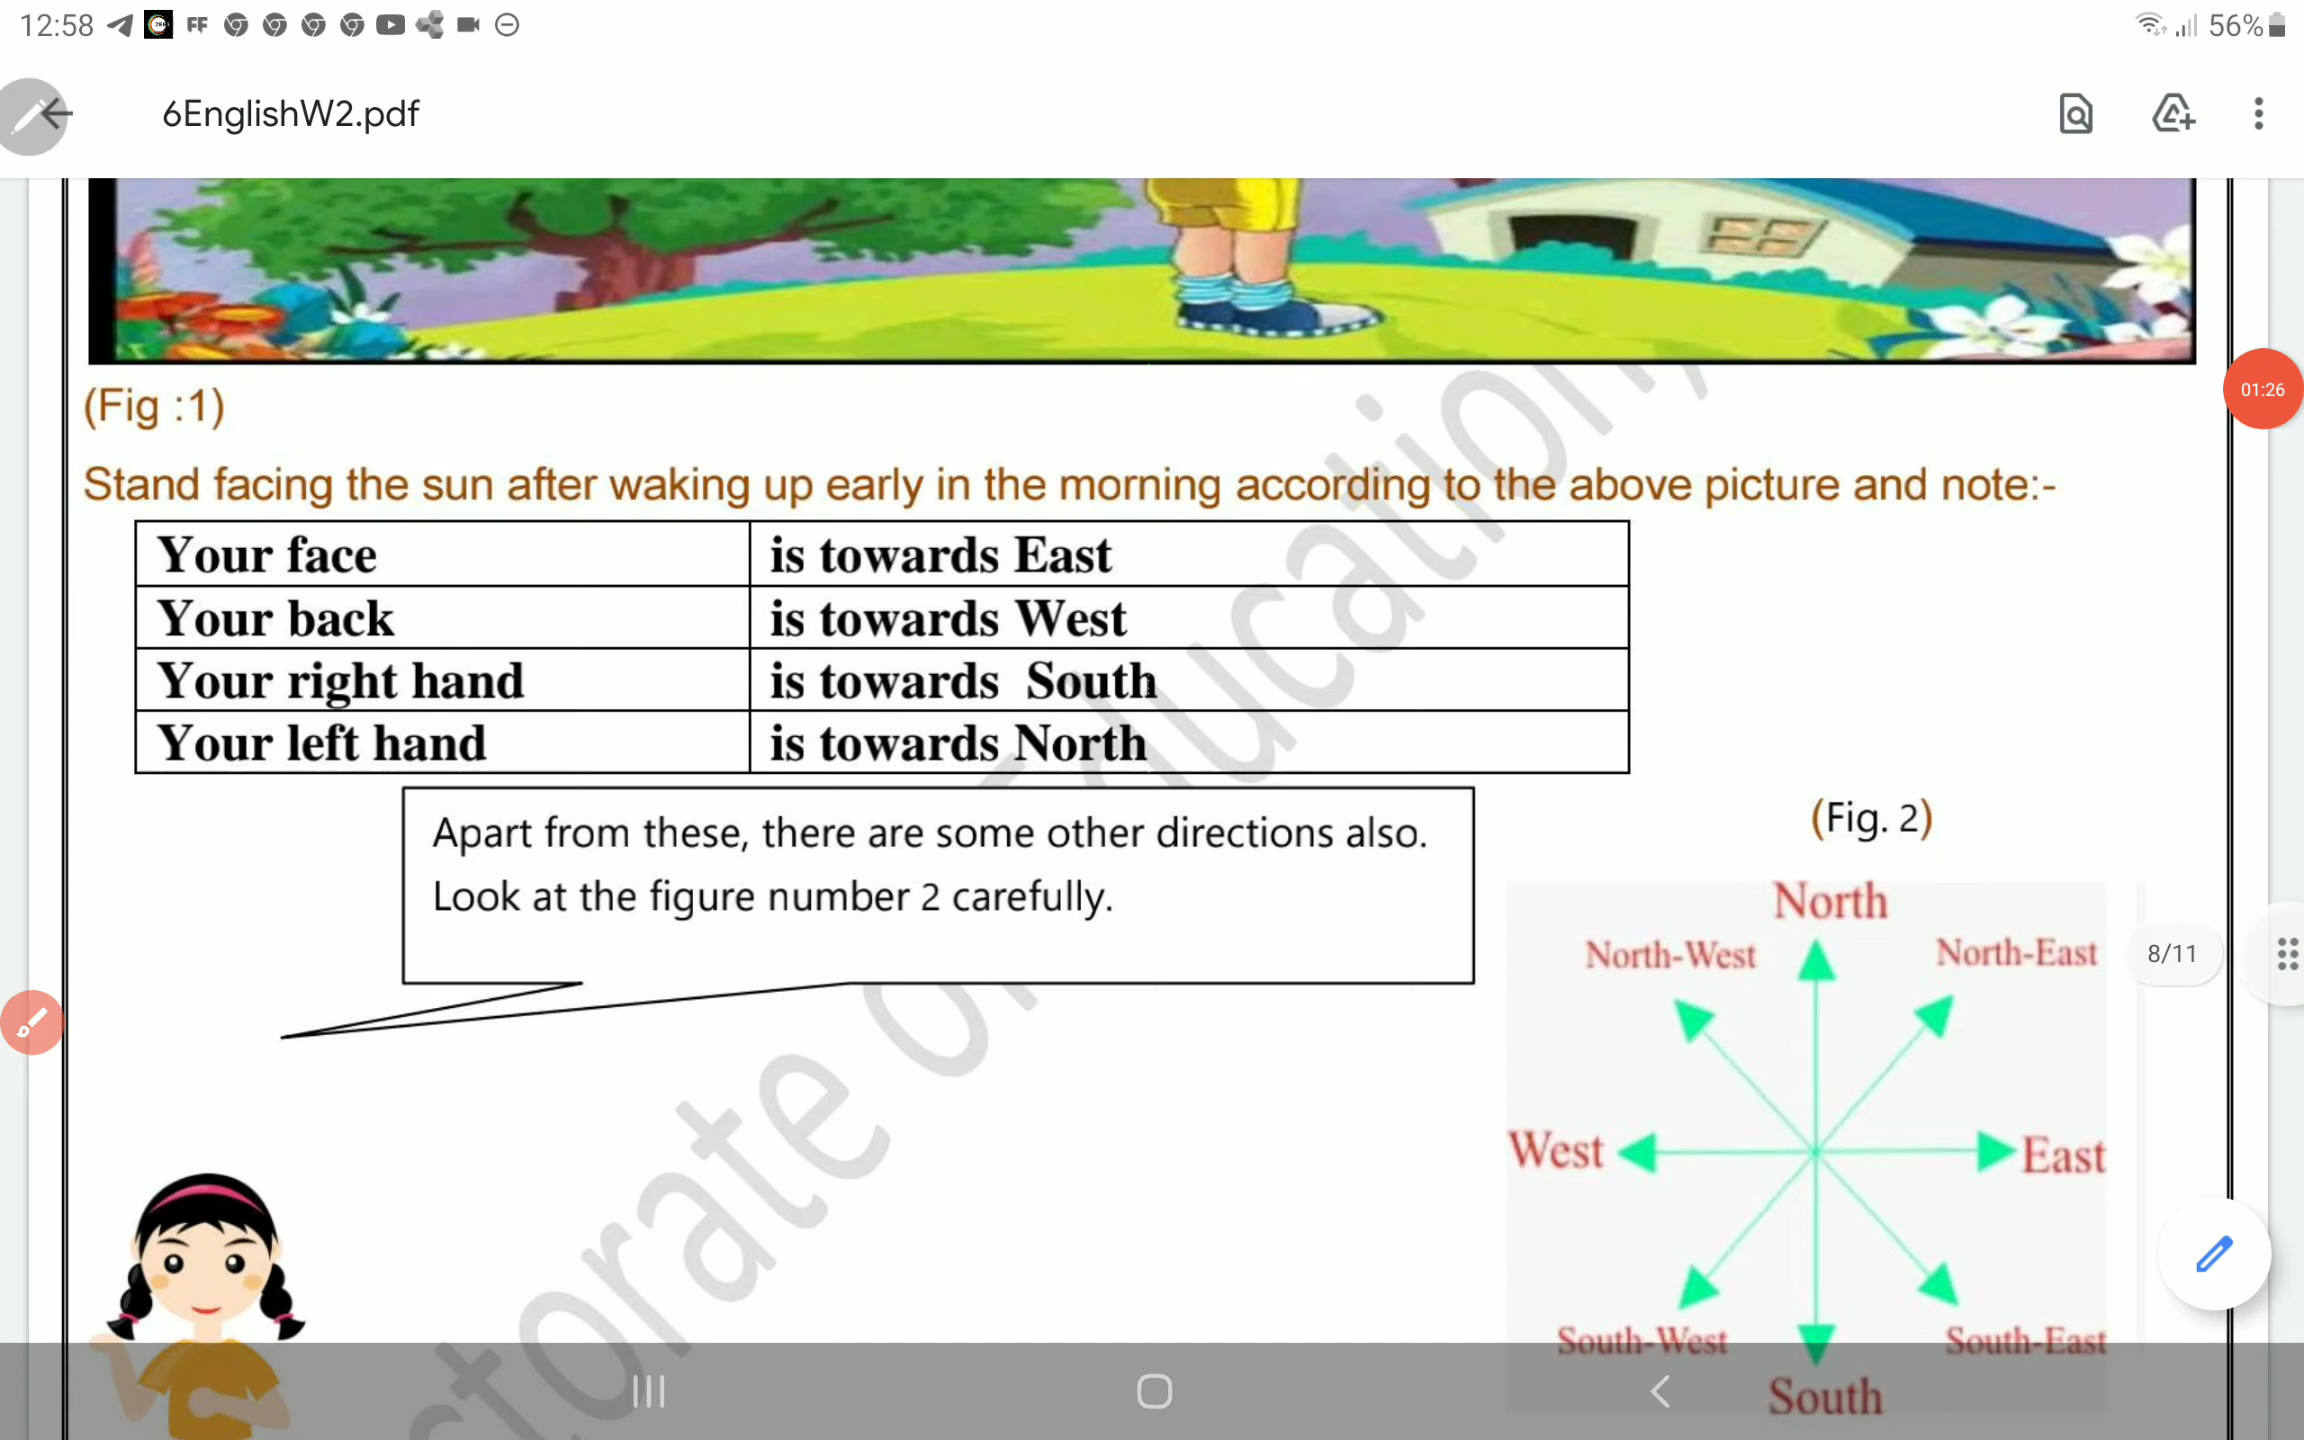 12:58 FF 56%
6EnglishW2.pdf
(Fig :1)
01:26
Stand facing the sun after waking up early in the morning according to the above picture and note:-
Your face is towards East
Your back is towards West
Your right hand is towards South
Your left hand is towards North
Apart from these, there are some other directions also.
Look at the figure number 2 carefully.
(Fig. 2)
North
North-West North-East
8/11
West East
South-West South-East
South
torate of Education,